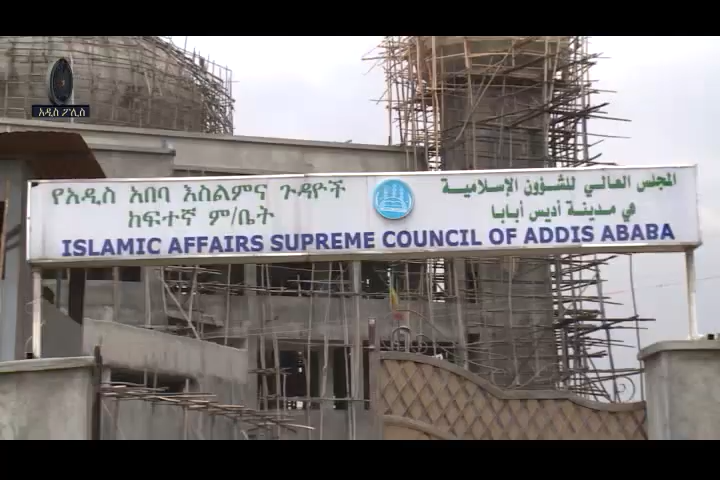 አዲስ ፖሊስ
የአዲስ አበባ እስልምና ጉዳዮች
ከፍተኛ ም/ቤት
المجلس العالي للشؤون الإسلامية
في مدينة أديس أبابا
ISLAMIC AFFAIRS SUPREME COUNCIL OF ADDIS ABABA